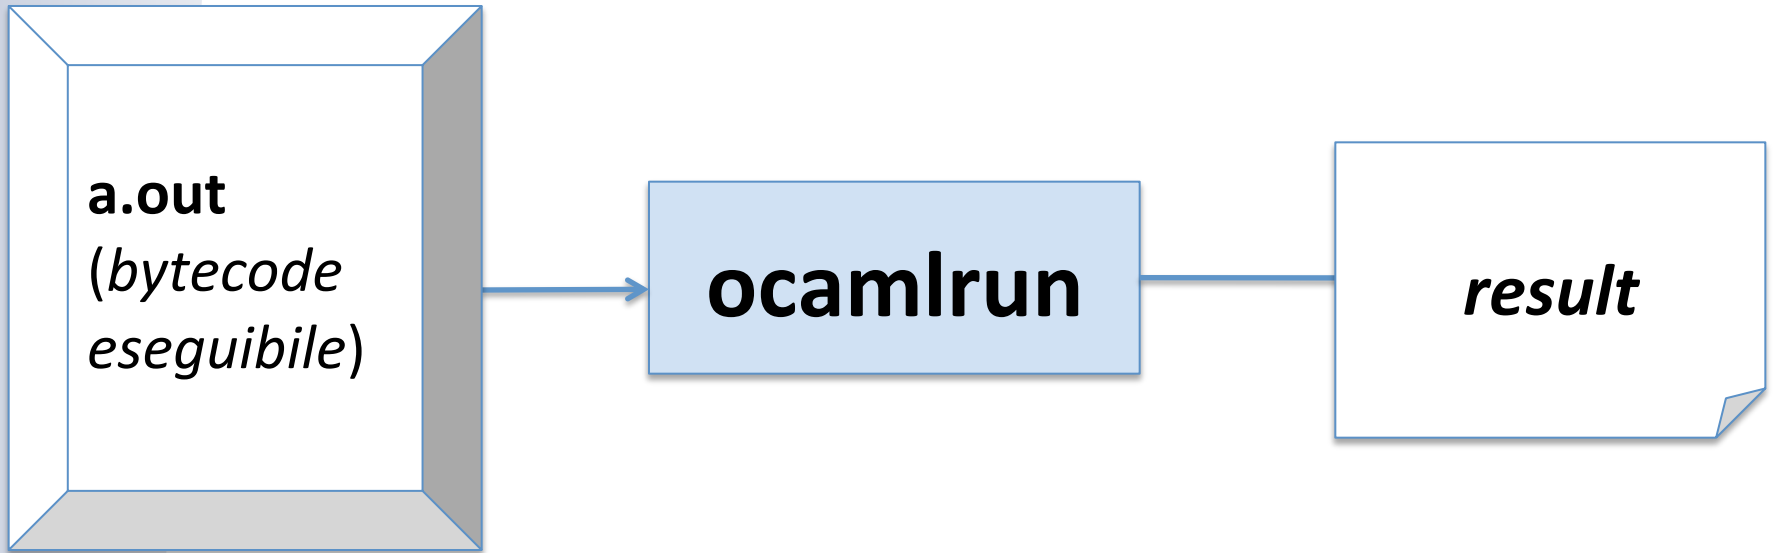 a.out
(bytecode
eseguibile)
ocamlrun
result